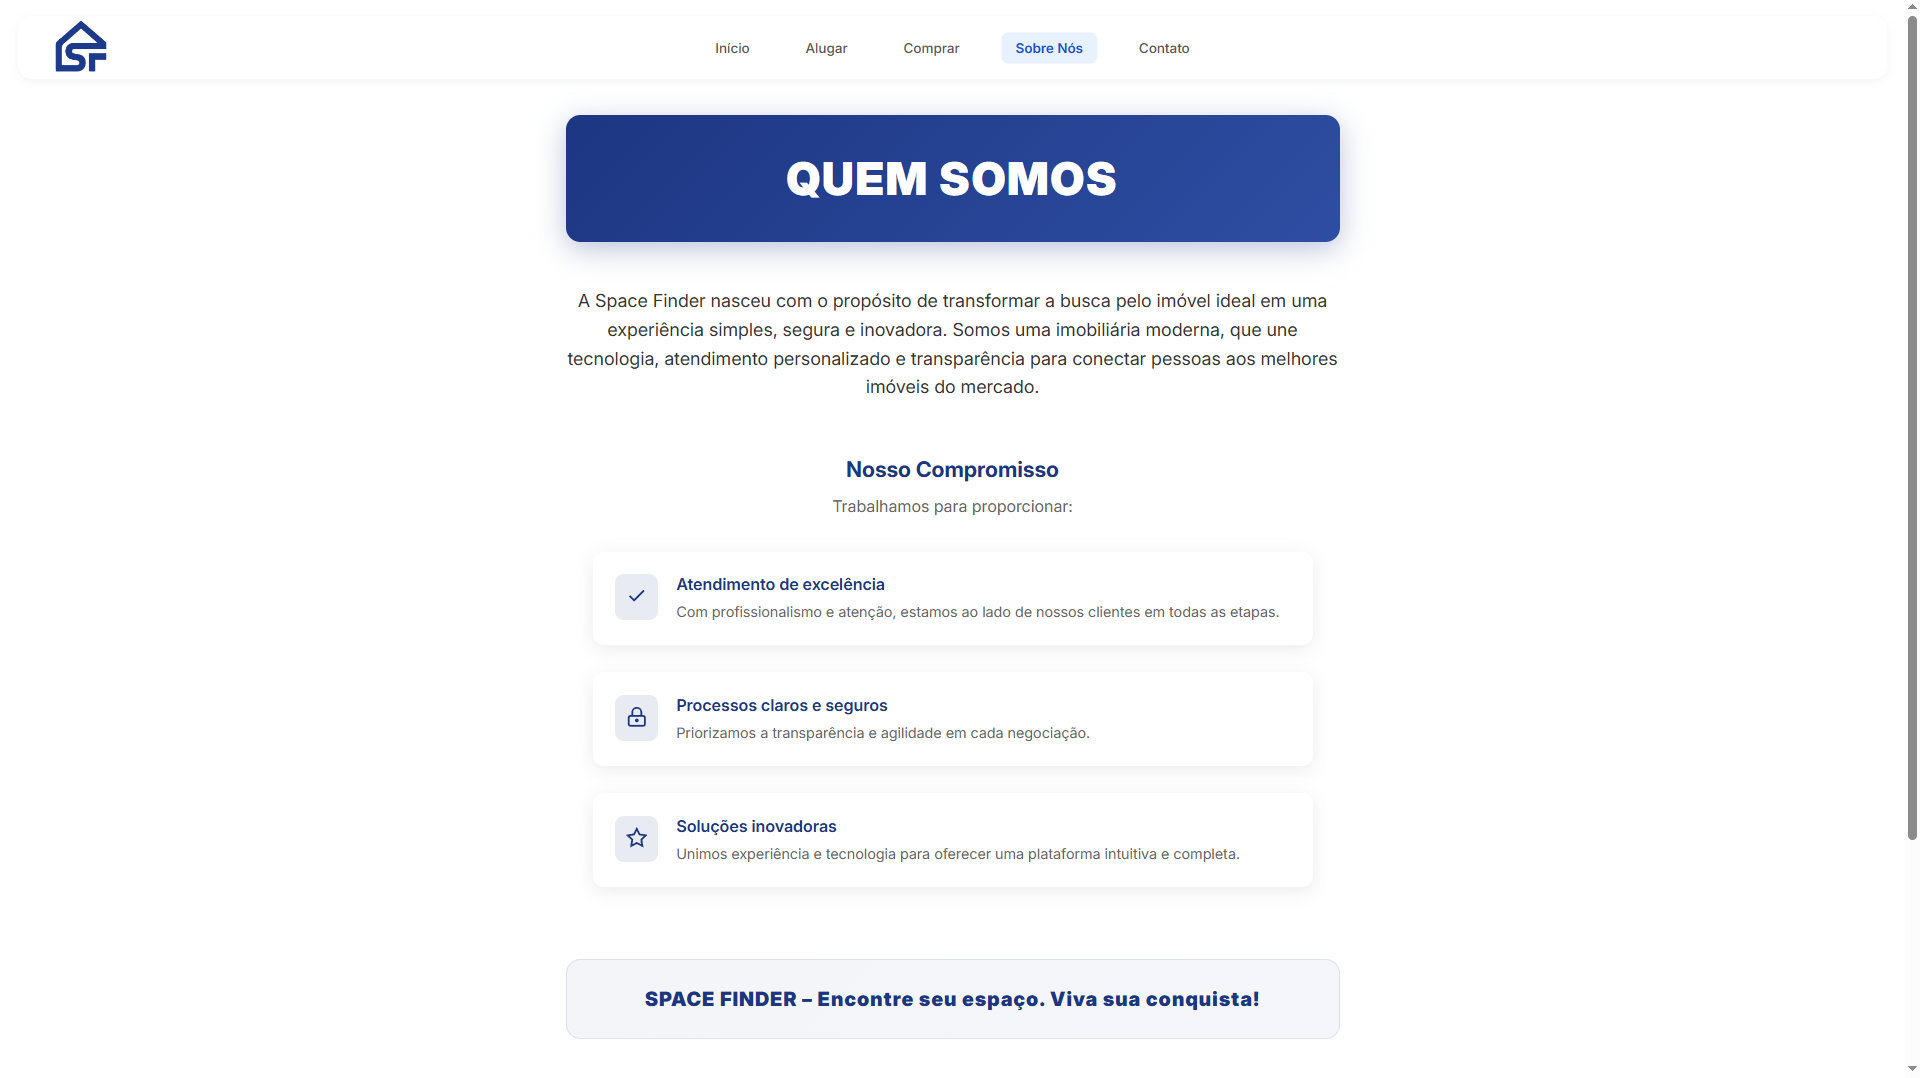 SF
Início
Alugar
Comprar
Sobre Nós
Contato
QUEM SOMOS
A Space Finder nasceu com o propósito de transformar a busca pelo imóvel ideal em uma
experiência simples, segura e inovadora. Somos uma imobiliária moderna, que une
tecnologia, atendimento personalizado e transparência para conectar pessoas aos melhores
imóveis do mercado.
Nosso Compromisso
Trabalhamos para proporcionar:
Atendimento de excelência
Com profissionalismo e atenção, estamos ao lado de nossos clientes em todas as etapas.
Processos claros e seguros
Priorizamos a transparência e agilidade em cada negociação.
Soluções inovadoras
Unimos experiência e tecnologia para oferecer uma plataforma intuitiva e completa.
SPACE FINDER – Encontre seu espaço. Viva sua conquista!